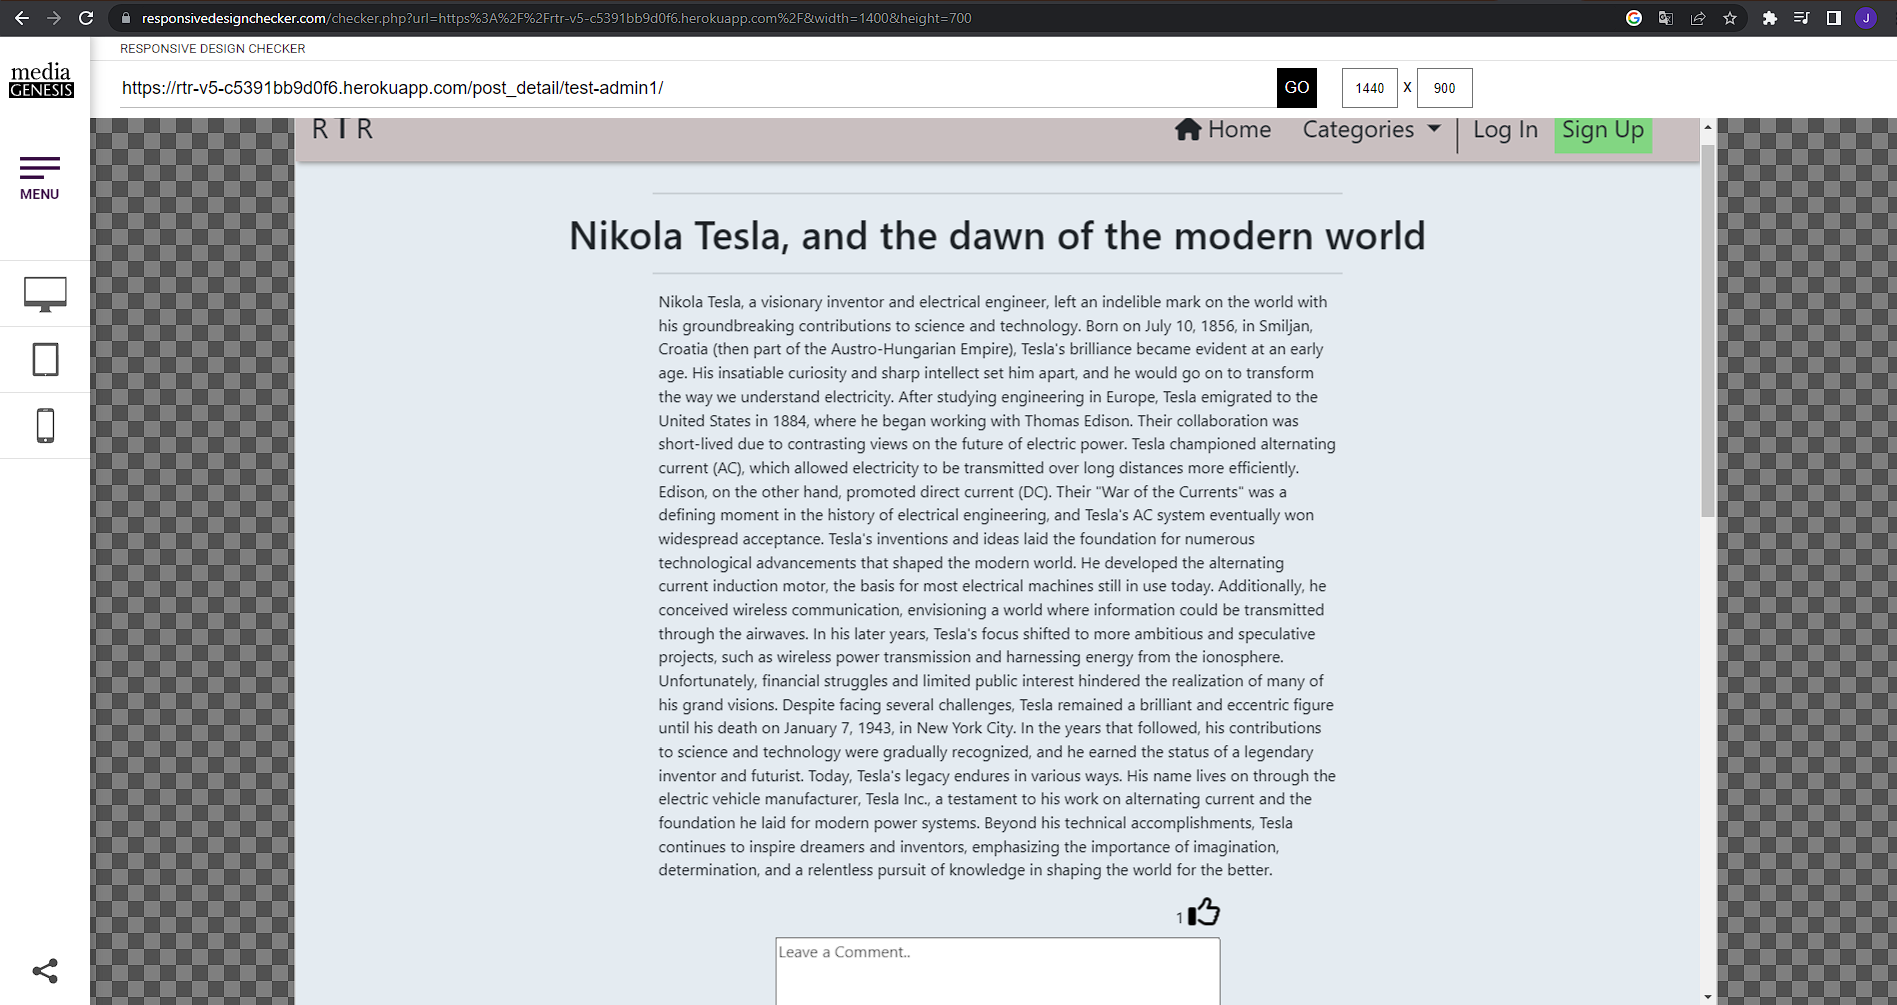 responsivedesignchecker.com/checker.php?url=https%3A%2F%2Frtr-v5-c5391bb9d0f6.herokuapp.com%2F&width=1400&height=700
J
RESPONSIVE DESIGN CHECKER
media
GENESIS
https://rtr-v5-c5391bb9d0f6.herokuapp.com/post_detail/test-admin1/
GO
1440
X
900
MENU
R T R
Home
Categories
Log In
Sign Up
Nikola Tesla, and the dawn of the modern world
Nikola Tesla, a visionary inventor and electrical engineer, left an indelible mark on the world with
his groundbreaking contributions to science and technology. Born on July 10, 1856, in Smiljan,
Croatia (then part of the Austro-Hungarian Empire), Tesla's brilliance became evident at an early
age. His insatiable curiosity and sharp intellect set him apart, and he would go on to transform
the way we understand electricity. After studying engineering in Europe, Tesla emigrated to the
United States in 1884, where he began working with Thomas Edison. Their collaboration was
short-lived due to contrasting views on the future of electric power. Tesla championed alternating
current (AC), which allowed electricity to be transmitted over long distances more efficiently.
Edison, on the other hand, promoted direct current (DC). Their "War of the Currents" was a
defining moment in the history of electrical engineering, and Tesla's AC system eventually won
widespread acceptance. Tesla's inventions and ideas laid the foundation for numerous
technological advancements that shaped the modern world. He developed the alternating
current induction motor, the basis for most electrical machines still in use today. Additionally, he
conceived wireless communication, envisioning a world where information could be transmitted
through the airwaves. In his later years, Tesla's focus shifted to more ambitious and speculative
projects, such as wireless power transmission and harnessing energy from the ionosphere.
Unfortunately, financial struggles and limited public interest hindered the realization of many of
his grand visions. Despite facing several challenges, Tesla remained a brilliant and eccentric figure
until his death on January 7, 1943, in New York City. In the years that followed, his contributions
to science and technology were gradually recognized, and he earned the status of a legendary
inventor and futurist. Today, Tesla's legacy endures in various ways. His name lives on through the
electric vehicle manufacturer, Tesla Inc., a testament to his work on alternating current and the
foundation he laid for modern power systems. Beyond his technical accomplishments, Tesla
continues to inspire dreamers and inventors, emphasizing the importance of imagination,
determination, and a relentless pursuit of knowledge in shaping the world for the better.
1
Leave a Comment..